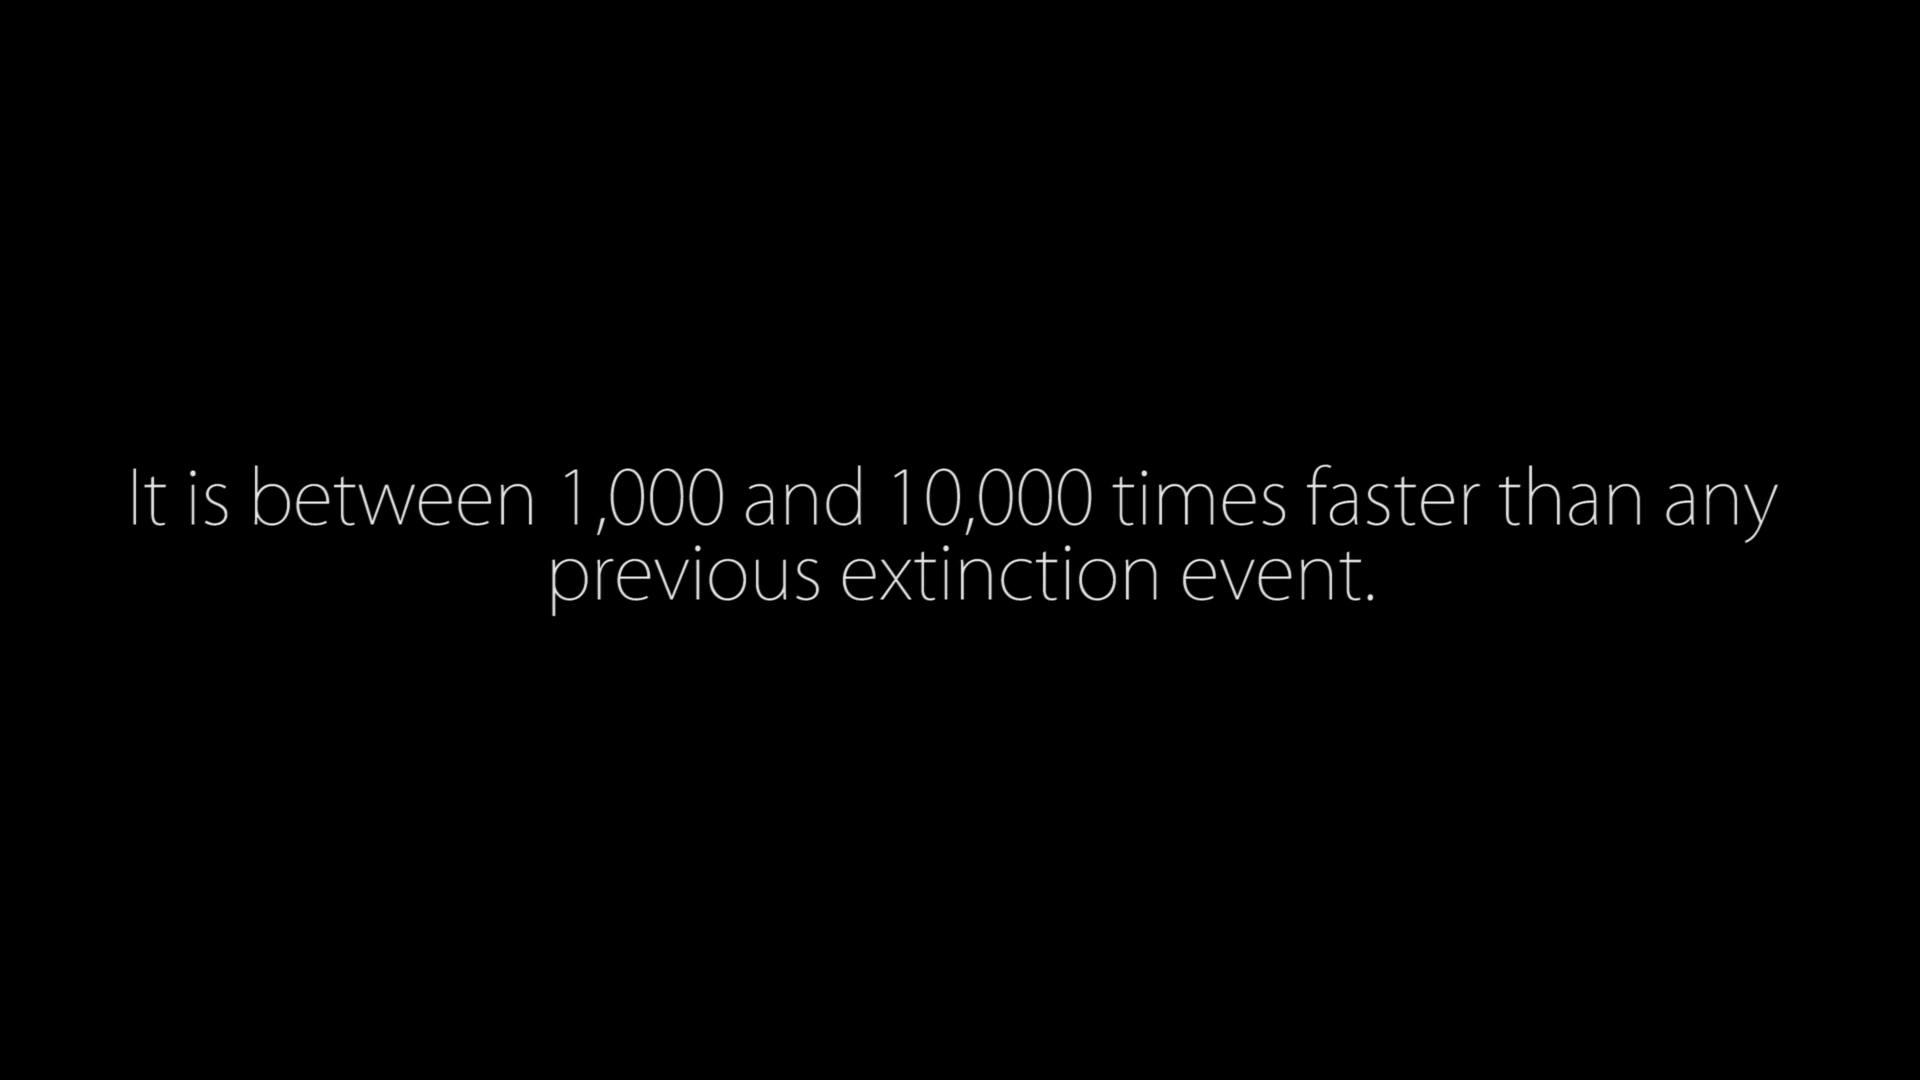 It is between 1,000 and 10,000 times faster than any
previous extinction event.